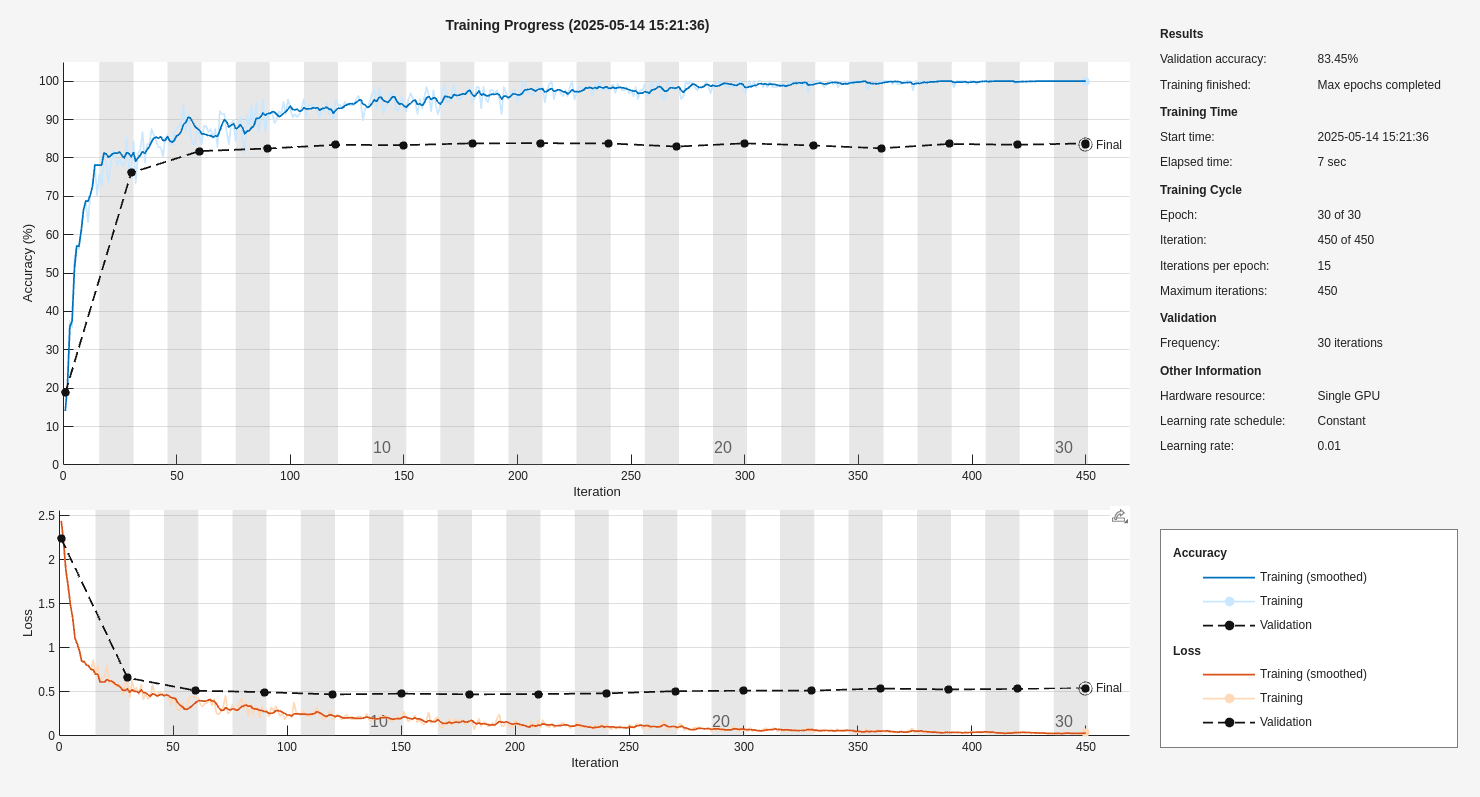 Training Progress (2025-05-14 15:21:36)
100
90
80
70
60
50
40
30
20
10
0
Accuracy (%)
Final
10
20
30
0
50
100
150
200
250
300
350
400
450
Iteration
2.5
2
1.5
1
0.5
0
Loss
Final
10
20
30
0
50
100
150
200
250
300
350
400
450
Iteration
Results
Validation accuracy: 83.45%
Training finished: Max epochs completed
Training Time
Start time: 2025-05-14 15:21:36
Elapsed time: 7 sec
Training Cycle
Epoch: 30 of 30
Iteration: 450 of 450
Iterations per epoch: 15
Maximum iterations: 450
Validation
Frequency: 30 iterations
Other Information
Hardware resource: Single GPU
Learning rate schedule: Constant
Learning rate: 0.01
Accuracy
Training (smoothed)
Training
Validation
Loss
Training (smoothed)
Training
Validation